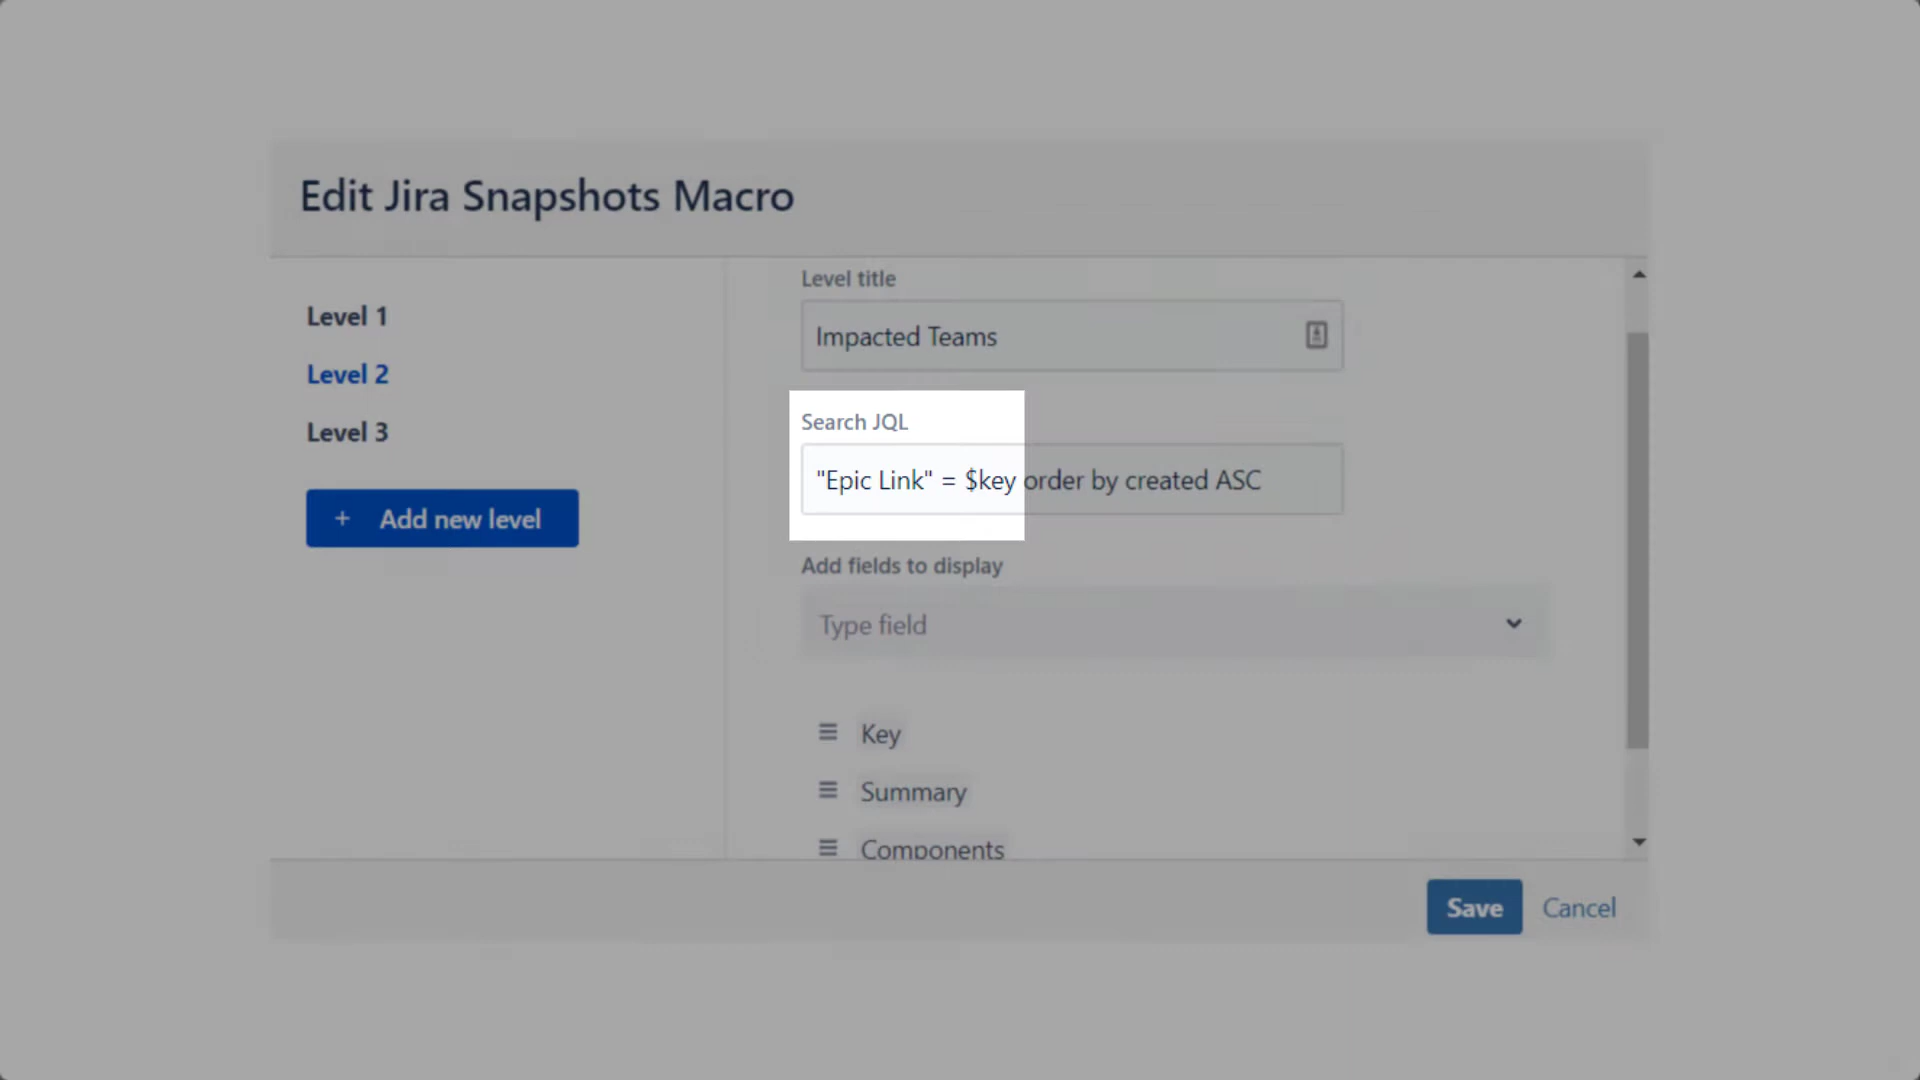 Edit Jira Snapshots Macro
Level 1
Level 2
Level 3
+ Add new level
Level title
Impacted Teams
Search JQL
"Epic Link" = $key order by created ASC
Add fields to display
Type field
Key
Summary
Components
Save
Cancel